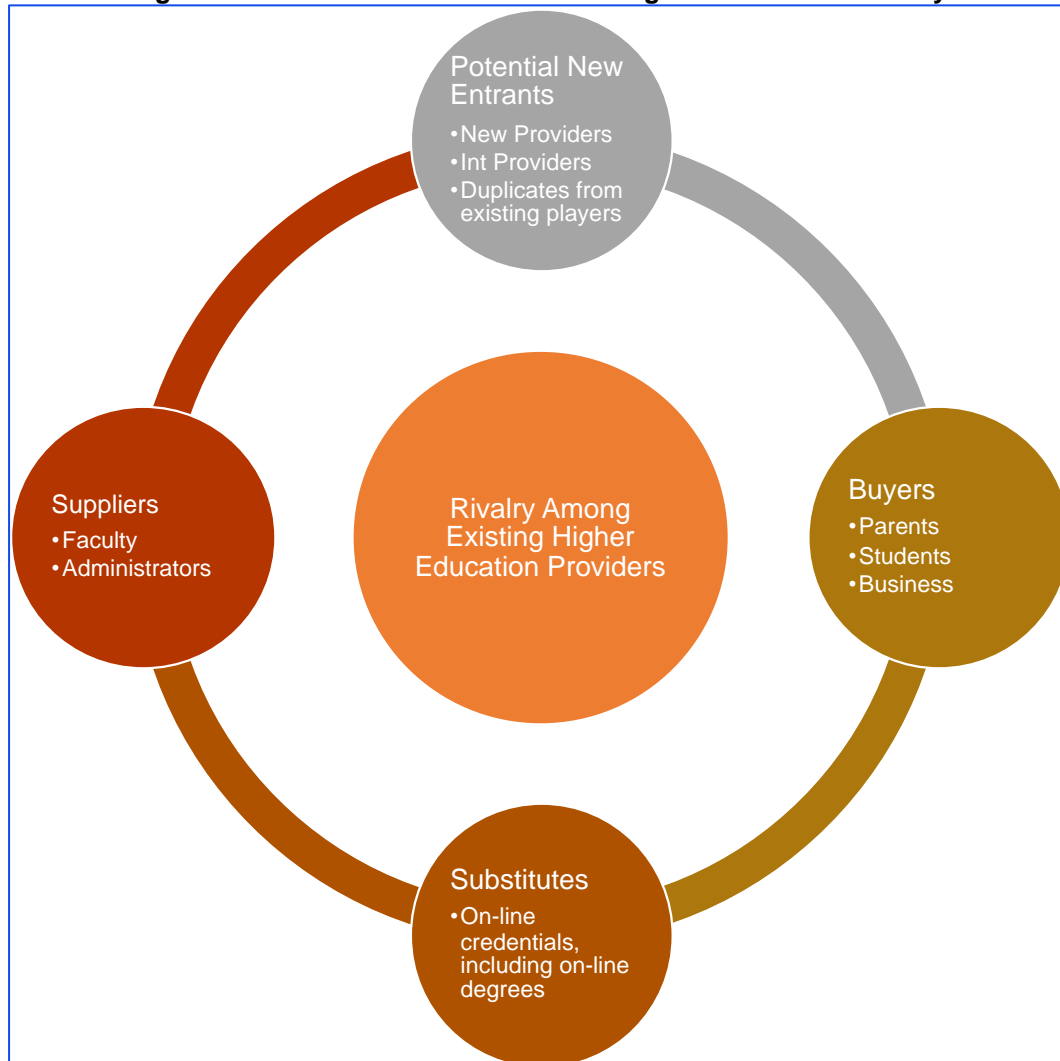 Potential New
Entrants
•New Providers
•Int Providers
•Duplicates from
existing players
Suppliers
•Faculty
•Administrators
Rivalry Among
Existing Higher
Education Providers
Buyers
•Parents
•Students
•Business
Substitutes
•On-line
credentials,
including on-line
degrees